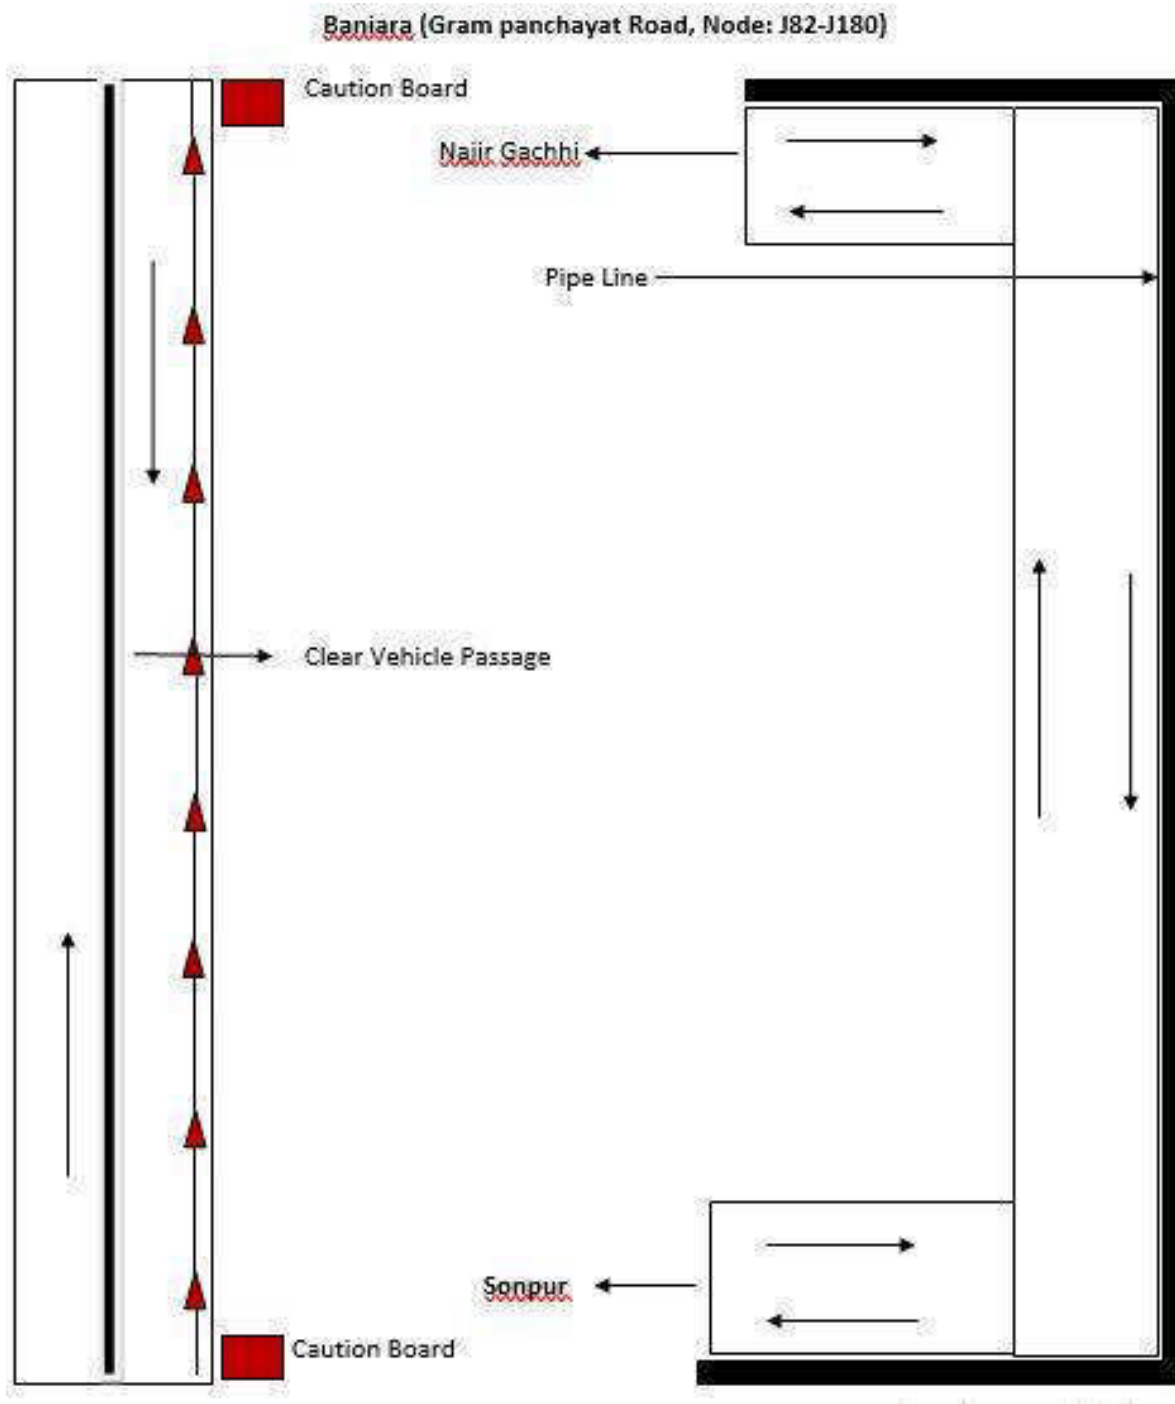 Baniara (Gram panchayat Road, Node: J82-J180)
Caution Board
Najir Gachhi
Pipe Line
Clear Vehicle Passage
Sonpur
Caution Board